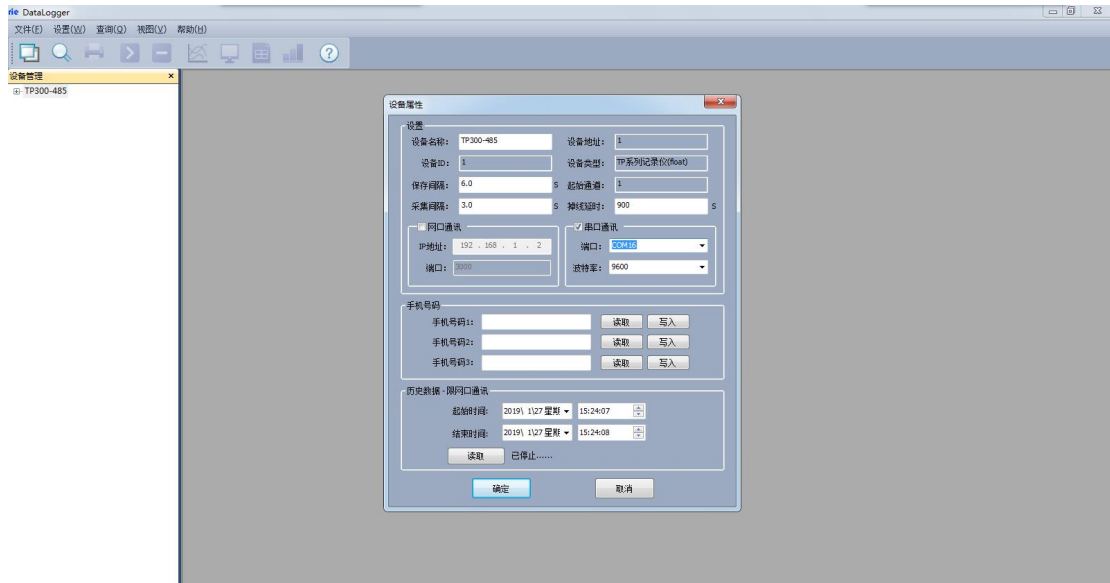 rie DataLogger
文件(F) 设置(W) 查询(Q) 视图(V) 帮助(H)
设备管理 ×
TP300-485
设备属性
设置
设备名称: TP300-485 设备地址: 1
设备ID: 1 设备类型: TP系列记录仪(float)
保存间隔: 6.0 S 起始通道: 1
采集间隔: 3.0 S 掉线延时: 900 S
网口通讯 串口通讯
IP地址: 192 . 168 . 1 . 2 端口: COM16
端口: 3000 波特率: 9600
手机号码
手机号码1: 读取 写入
手机号码2: 读取 写入
手机号码3: 读取 写入
历史数据-限网口通讯
起始时间: 2019\ 1\27 星期 15:24:07
结束时间: 2019\ 1\27 星期 15:24:08
读取 已停止......
确定 取消